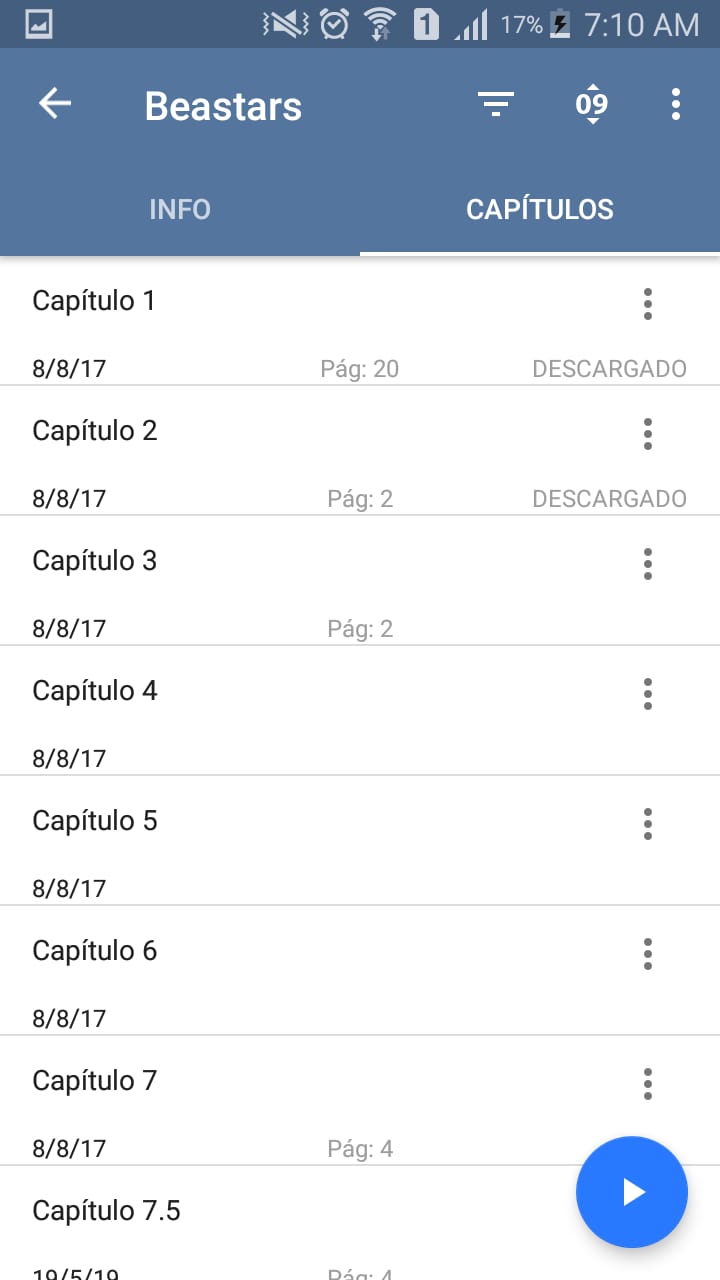 1 17% 7:10 AM
Beastars 09
INFO CAPÍTULOS
Capítulo 1
8/8/17 Pág: 20 DESCARGADO
Capítulo 2
8/8/17 Pág: 2 DESCARGADO
Capítulo 3
8/8/17 Pág: 2
Capítulo 4
8/8/17
Capítulo 5
8/8/17
Capítulo 6
8/8/17
Capítulo 7
8/8/17 Pág: 4
Capítulo 7.5
19/5/19 Pág: 4